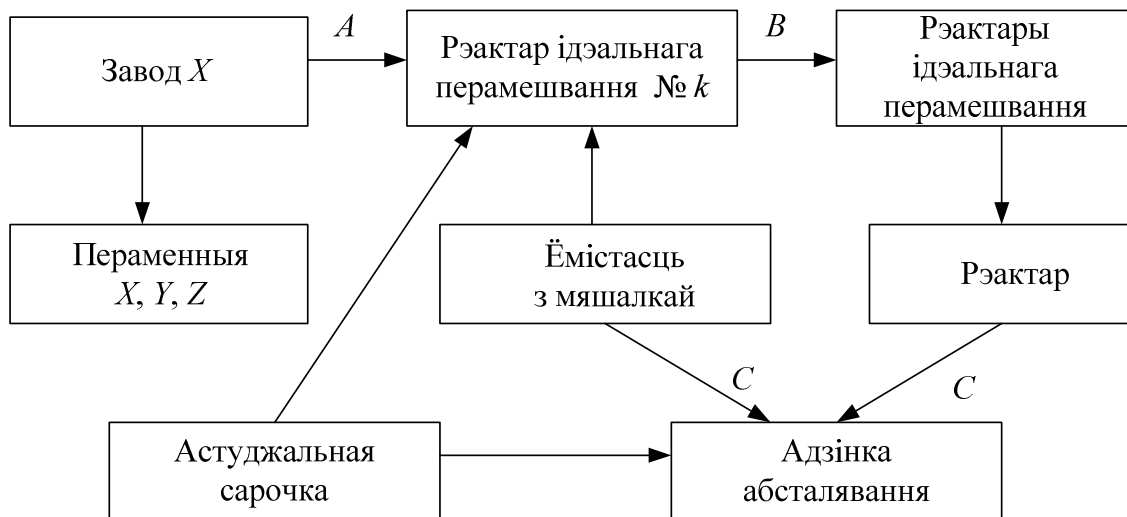 Завод X
A
Рэактар ідэальнага
перамешвання № k
B
Рэактары
ідэальнага
перамешвання
Пераменныя
X, Y, Z
Ёмістасць
з мяшалкай
Рэактар
C
C
Астуджальная
сарочка
Адзінка
абсталявання